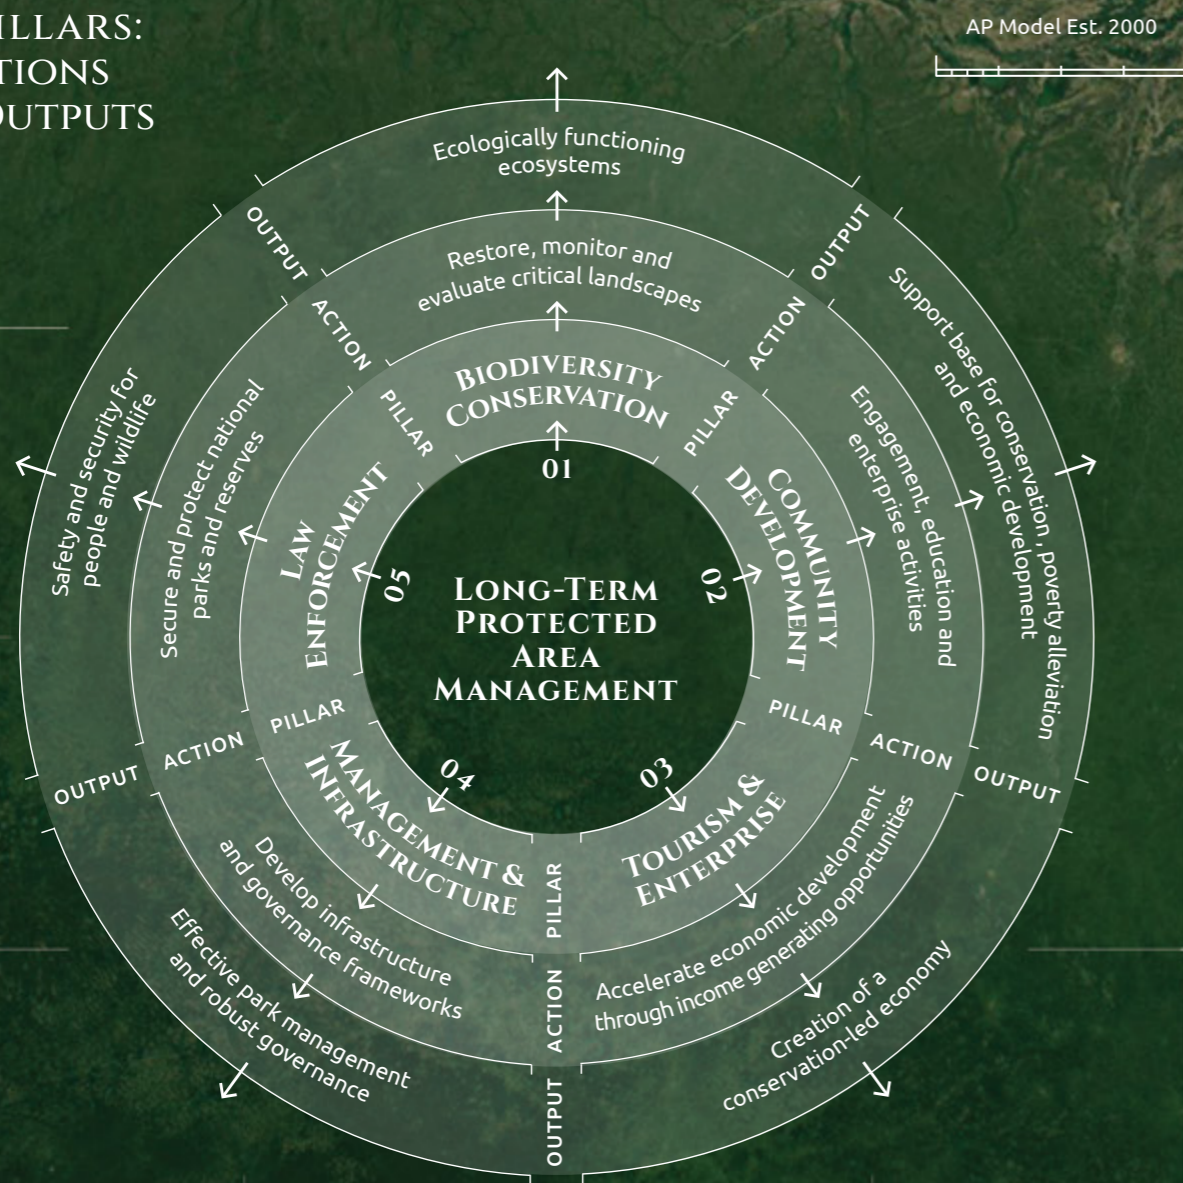 ILLARS:
TIONS
OUTPUTS
AP Model Est. 2000
Ecologically functioning
ecosystems
Restore, monitor and
evaluate critical landscapes
BIODIVERSITY
CONSERVATION
01
OUTPUT
ACTION
PILLAR
OUTPUT
ACTION
PILLAR
Support base for conservation, poverty alleviation
and economic development
Engagement, education and
enterprise activities
COMMUNITY
DEVELOPMENT
02
Safety and security for
people and wildlife
Secure and protect national
parks and reserves
LAW
ENFORCEMENT
05
LONG-TERM
PROTECTED
AREA
MANAGEMENT
PILLAR
ACTION
OUTPUT
PILLAR
ACTION
OUTPUT
04
MANAGEMENT &
INFRASTRUCTURE
Develop infrastructure
and governance frameworks
Effective park management
and robust governance
03
TOURISM &
ENTERPRISE
Accelerate economic development
through income generating opportunities
Creation of a
conservation-led economy
PILLAR
ACTION
OUTPUT